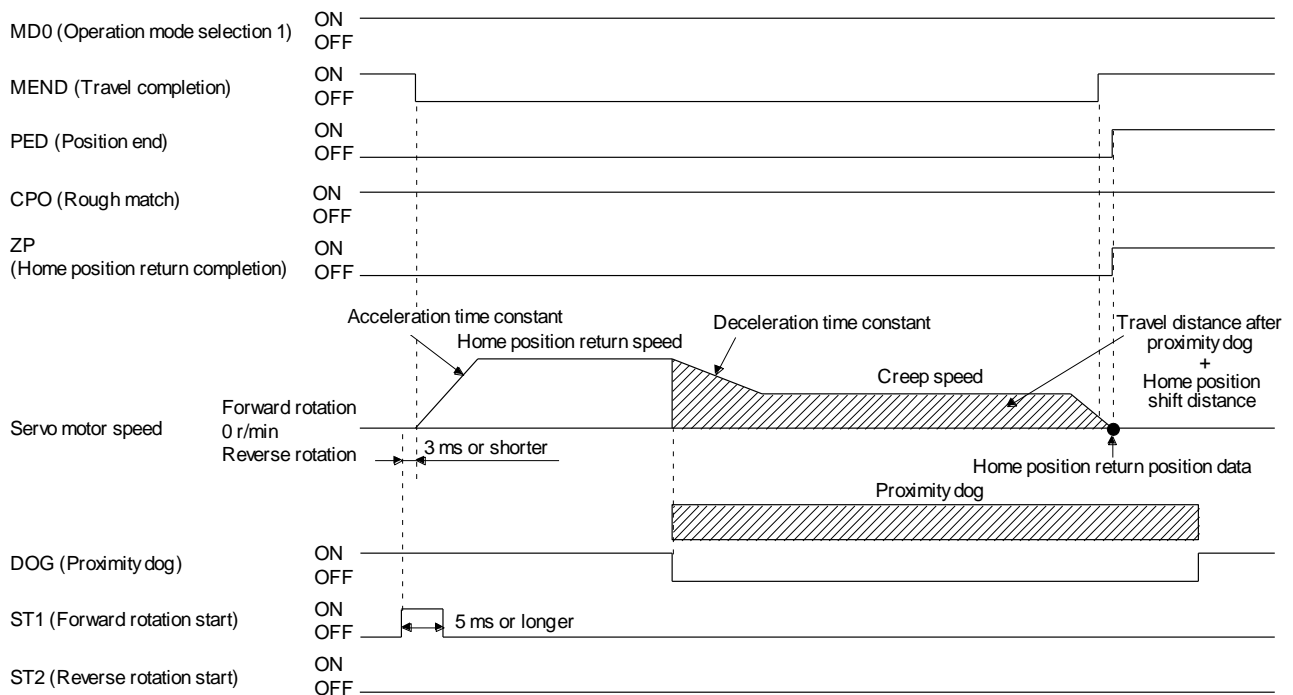 MD0 (Operation mode selection 1)
ON
OFF
MEND (Travel completion)
ON
OFF
PED (Position end)
ON
OFF
CPO (Rough match)
ON
OFF
ZP
(Home position return completion)
ON
OFF
Acceleration time constant
Home position return speed
Deceleration time constant
Travel distance after
proximity dog
+
Home position
shift distance
Creep speed
Servo motor speed
Forward rotation
0 r/min
Reverse rotation
3 ms or shorter
Home position return position data
Proximity dog
DOG (Proximity dog)
ON
OFF
ST1 (Forward rotation start)
ON
OFF
5 ms or longer
ST2 (Reverse rotation start)
ON
OFF